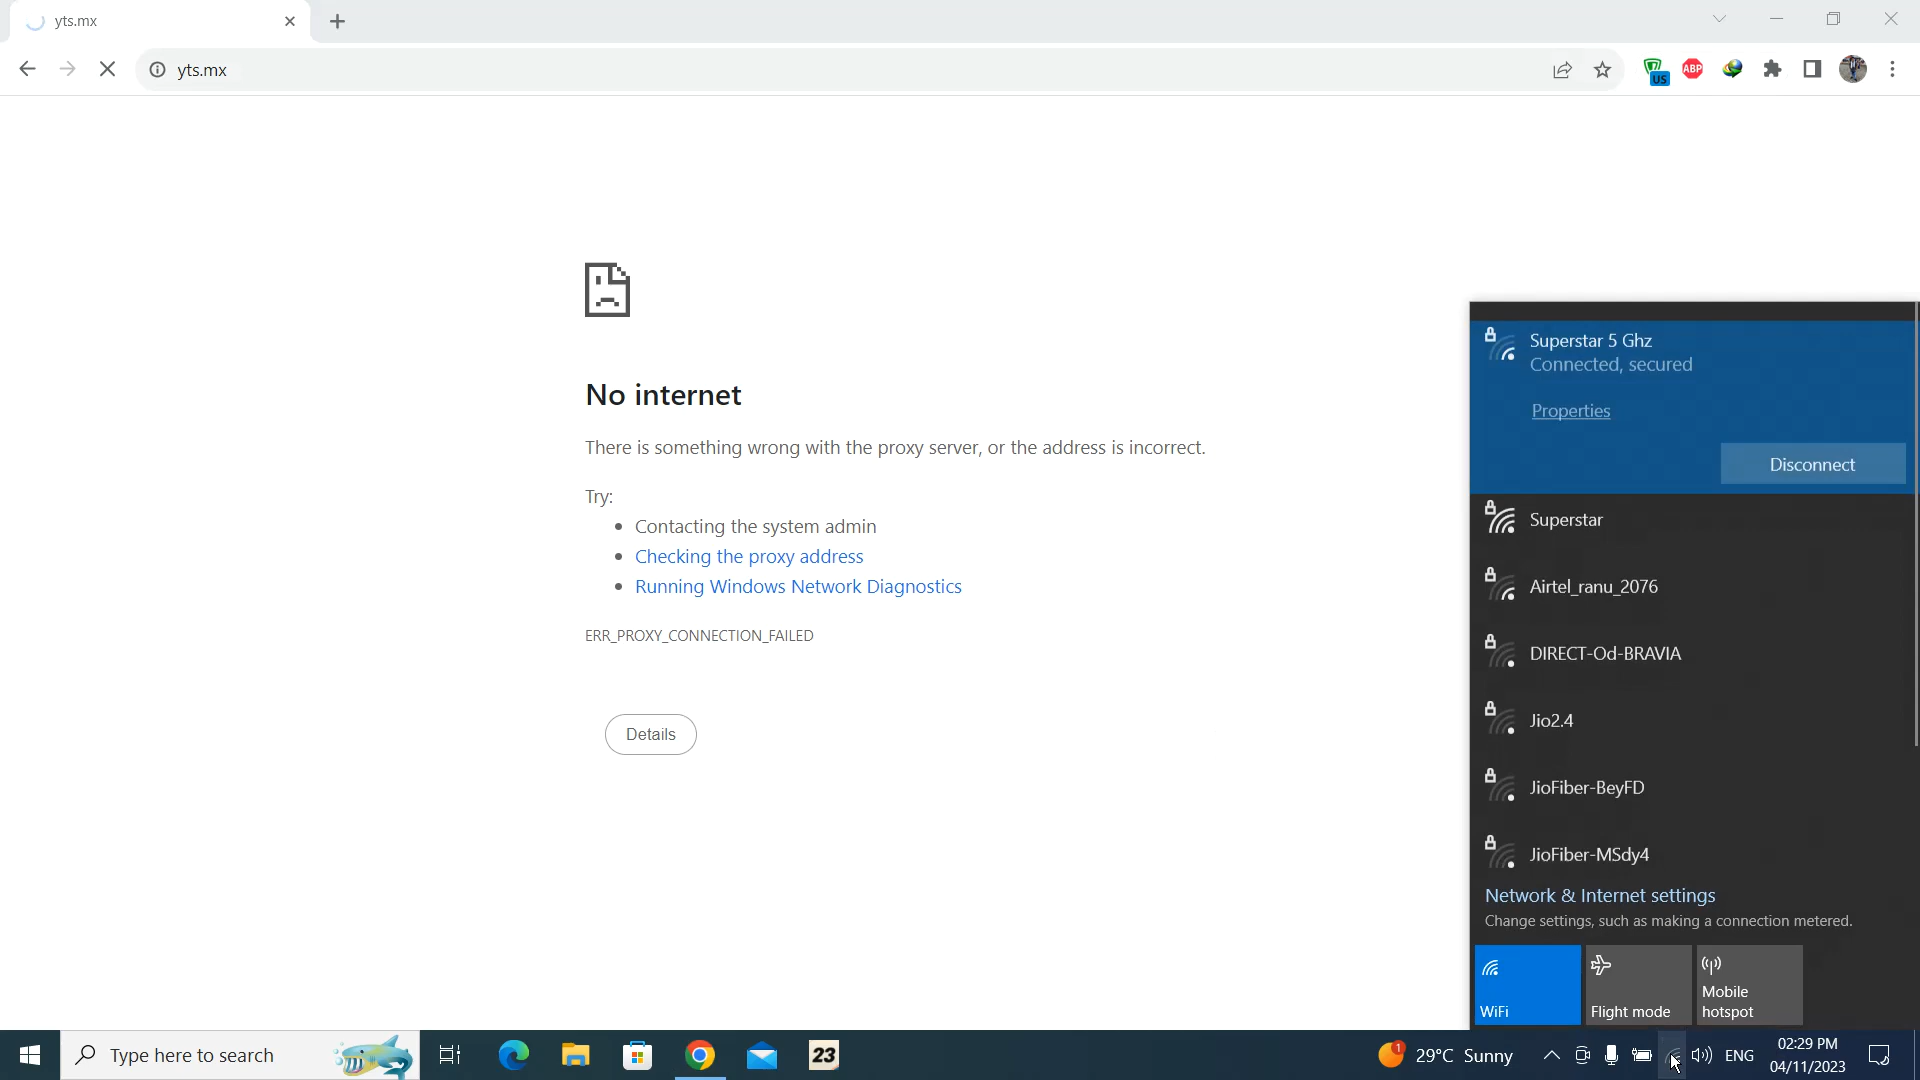 yts.mx
yts.mx
US
ABP
No internet
There is something wrong with the proxy server, or the address is incorrect.
Try:
Contacting the system admin
Checking the proxy address
Running Windows Network Diagnostics
ERR_PROXY_CONNECTION_FAILED
Details
Superstar 5 Ghz
Connected, secured
Properties
Disconnect
Superstar
Airtel_ranu_2076
DIRECT-Od-BRAVIA
Jio2.4
JioFiber-BeyFD
JioFiber-MSdy4
Network & Internet settings
Change settings, such as making a connection metered.
WiFi
Flight mode
Mobile
hotspot
Type here to search
23
1
29°C Sunny
ENG
02:29 PM
04/11/2023